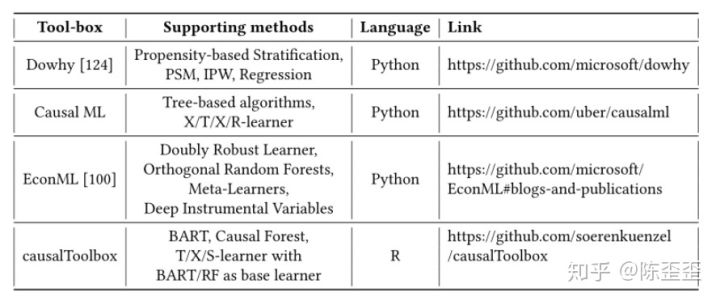 Tool-box Supporting methods Language Link
Dowhy [124] Propensity-based Stratification, PSM, IPW, Regression Python https://github.com/microsoft/dowhy
Causal ML Tree-based algorithms, X/T/X/R-learner Python https://github.com/uber/causalml
EconML [100] Doubly Robust Learner, Orthogonal Random Forests, Meta-Learners, Deep Instrumental Variables Python https://github.com/microsoft/EconML#blogs-and-publications
causalToolbox BART, Causal Forest, T/X/S-learner with BART/RF as base learner R https://github.com/soerenkuenzel/causalToolbox
知乎 @陈歪歪